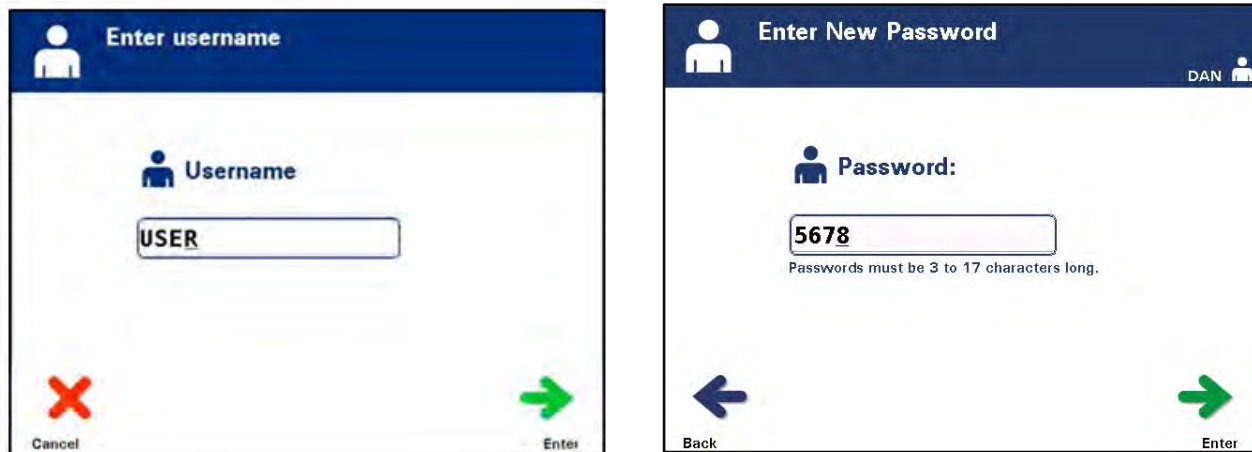 Enter username
Username
USER
Cancel
Enter
Enter New Password
DAN
Password:
5678
Passwords must be 3 to 17 characters long.
Back
Enter